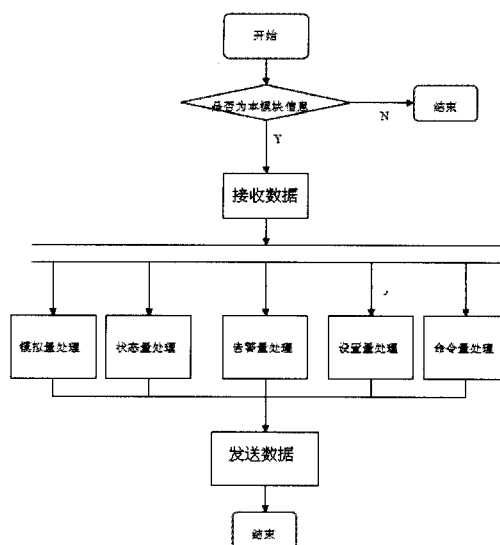 开始
是否为本模块信息
N
结束
Y
接收数据
模拟量处理
状态量处理
告警量处理
设置量处理
命令量处理
发送数据
结束